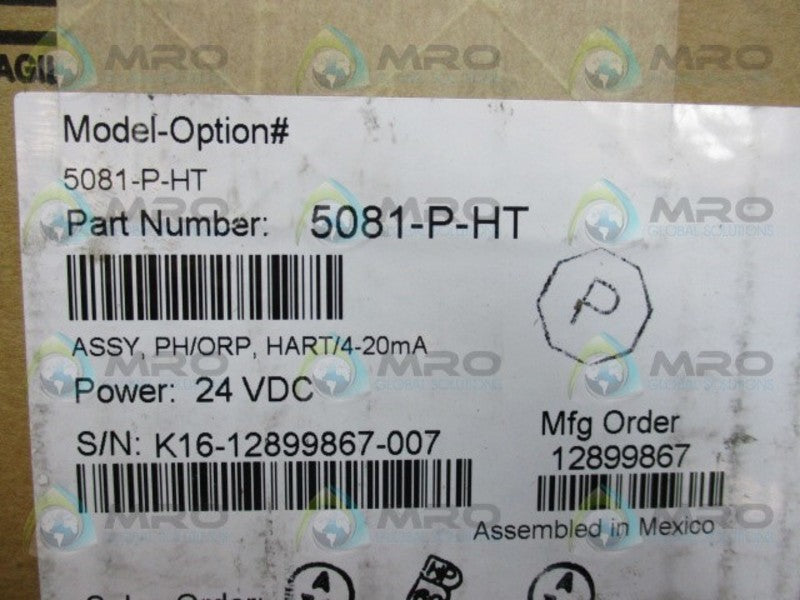 AGIL
Model-Option#
5081-P-HT
Part Number: 5081-P-HT
P
ASSY, PH/ORP, HART/4-20mA
Power: 24 VDC
S/N: K16-12899867-007
Mfg Order
12899867
Assembled in Mexico
A
A
MRO
GLOBAL SOLUTIONS